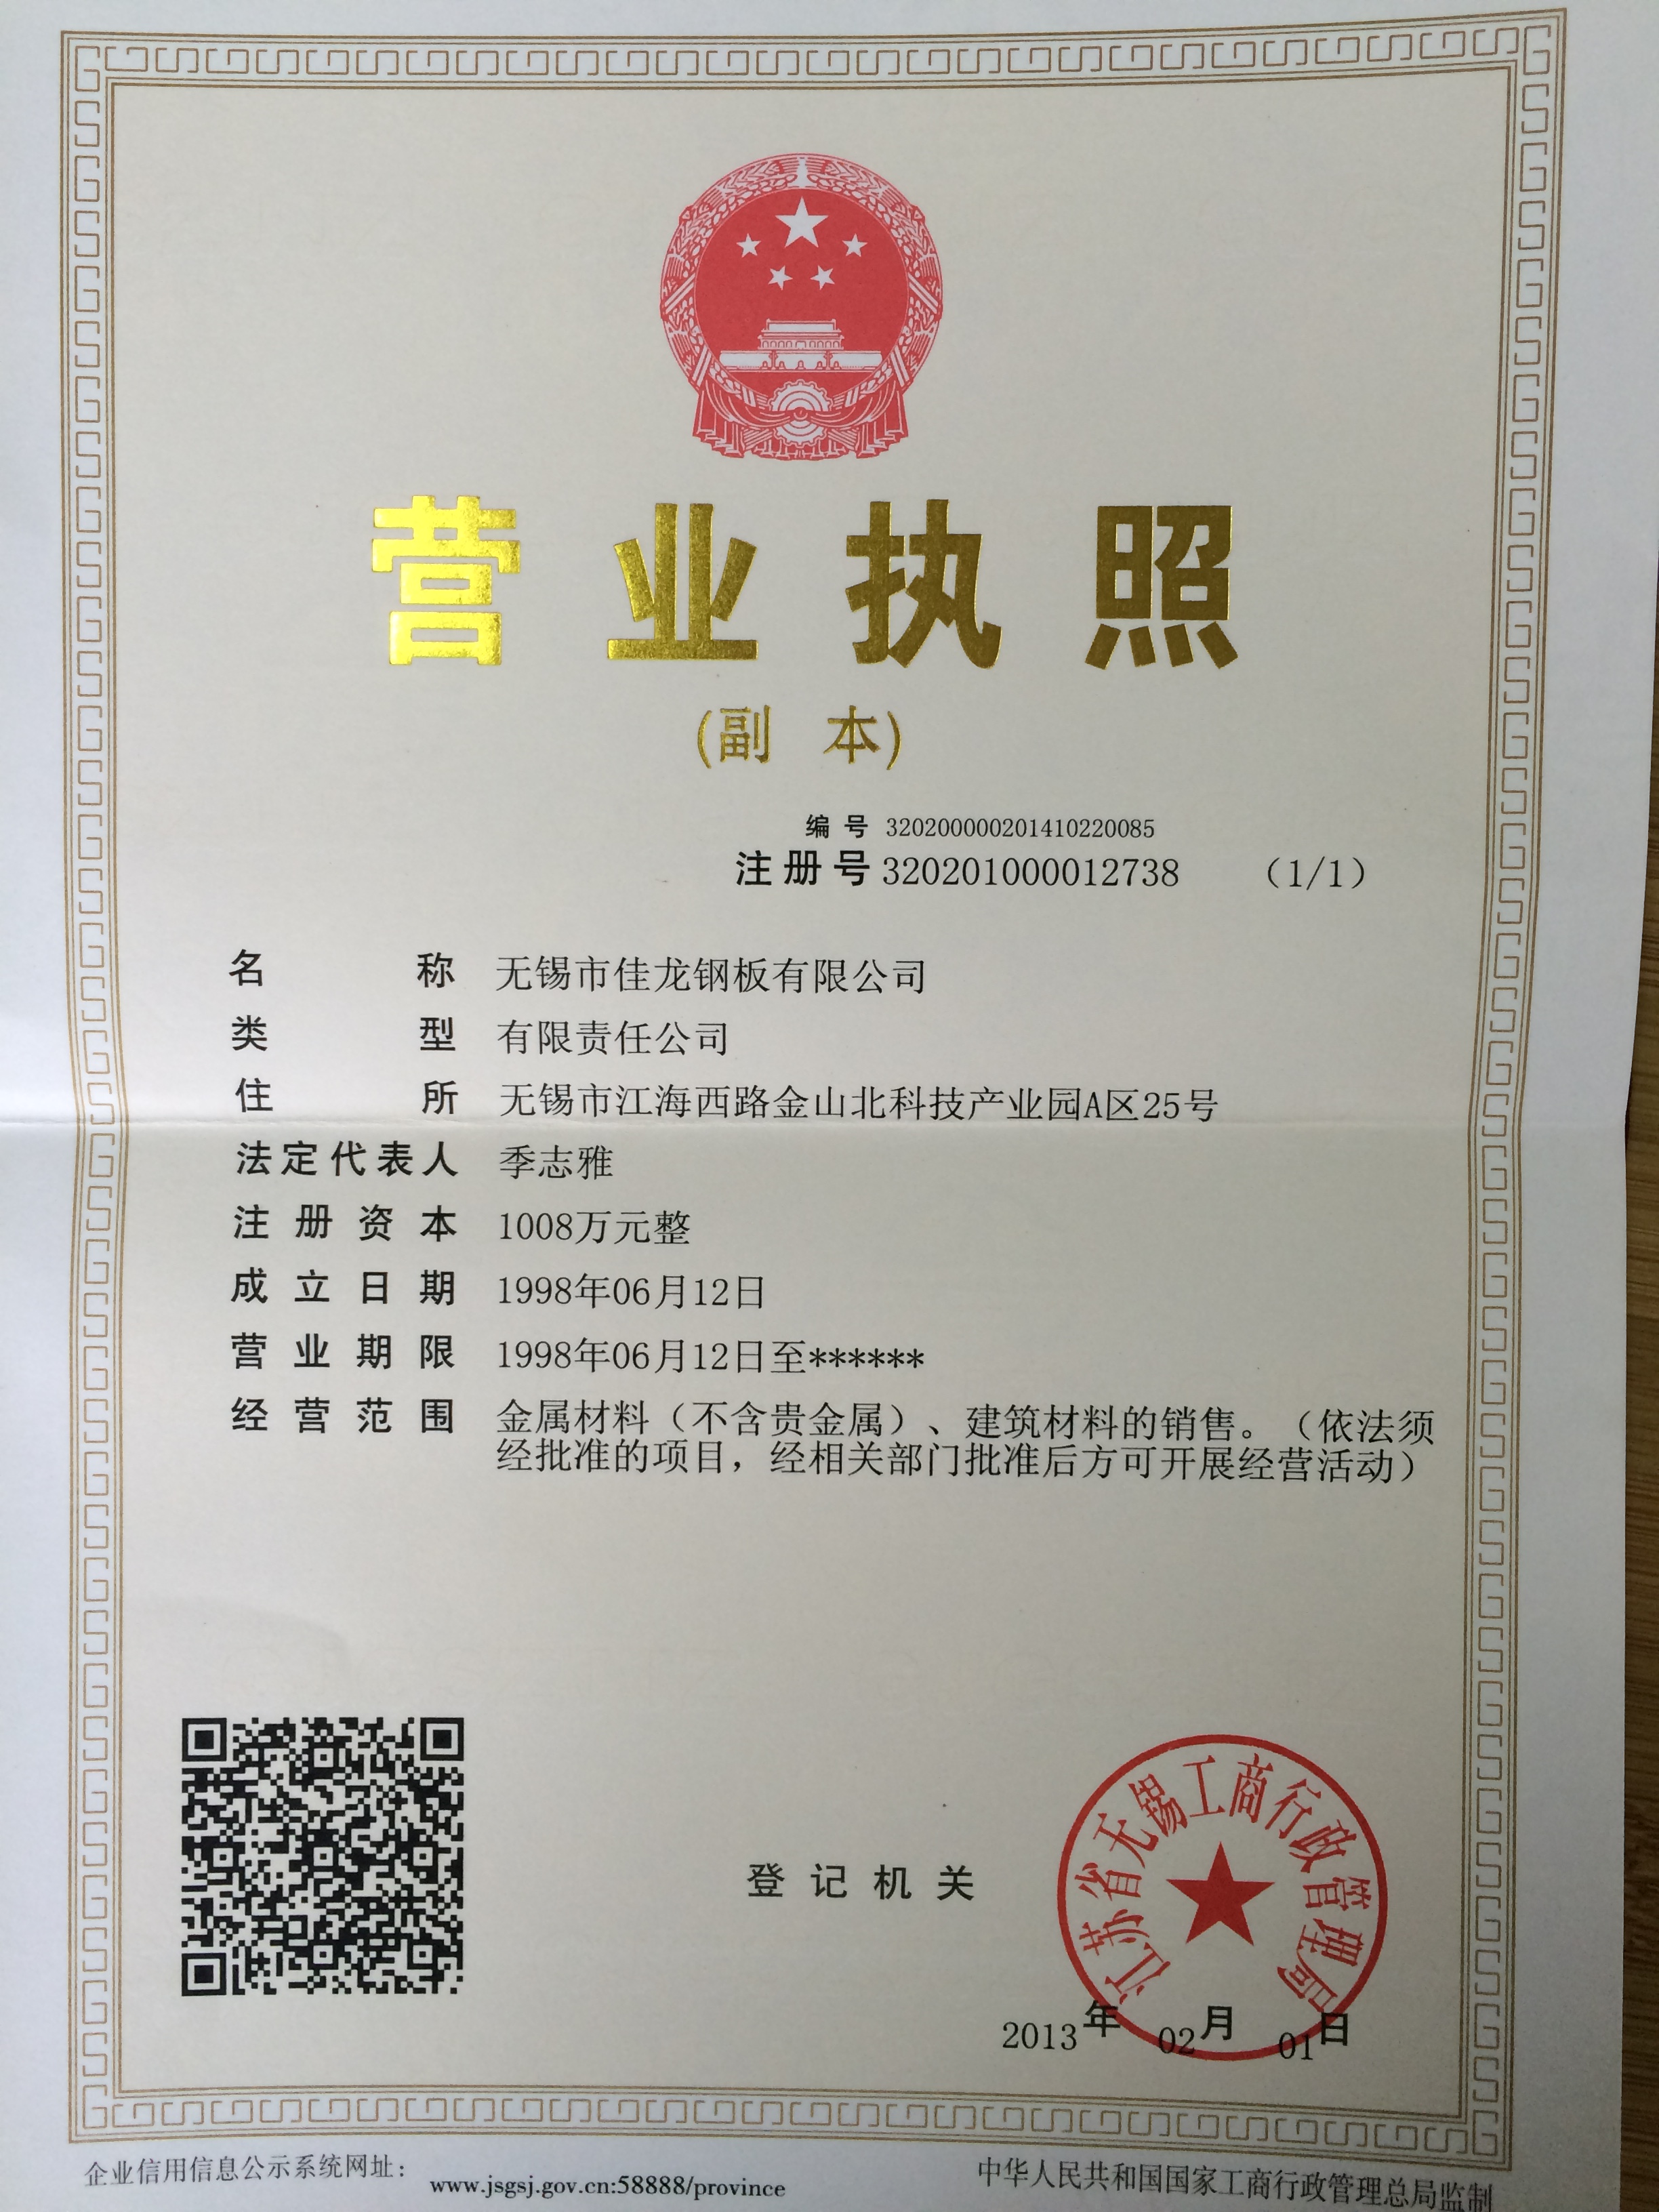 营业执照
(副 本)
编号 320200000201410220085
注册号 320201000012738 （1/1）
名称 无锡市佳龙钢板有限公司
类型 有限责任公司
住所 无锡市江海西路金山北科技产业园A区25号
法定代表人 季志雅
注册资本 1008万元整
成立日期 1998年06月12日
营业期限 1998年06月12日至******
经营范围 金属材料（不含贵金属）、建筑材料的销售。（依法须
经批准的项目，经相关部门批准后方可开展经营活动）
江苏省无锡工商行政管理局
登记机关
2013年 02月 01日
企业信用信息公示系统网址： www.jsgsj.gov.cn:58888/province
中华人民共和国国家工商行政管理总局监制